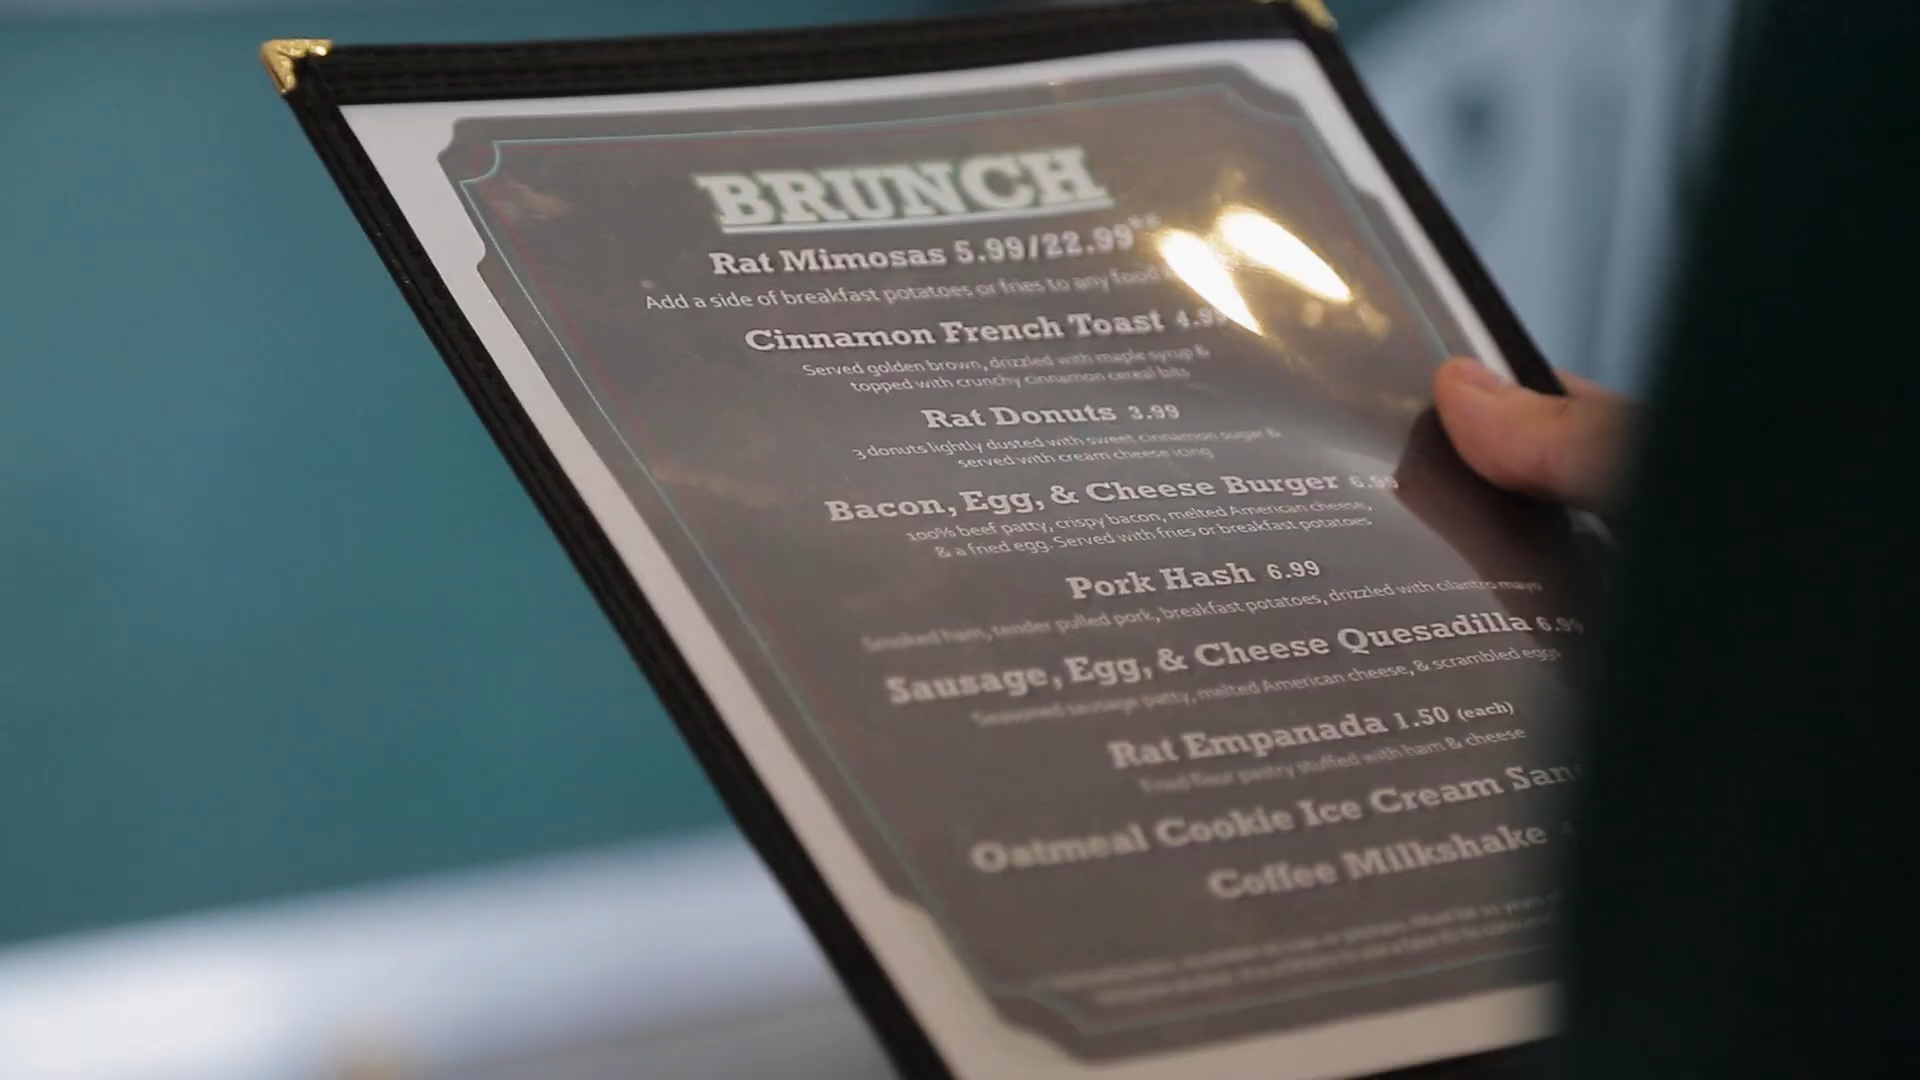 BRUNCH
Rat Mimosas 5.99/22.99**
Add a side of breakfast potatoes or fries to any food
Cinnamon French Toast 4.99
Served golden brown, drizzled with maple syrup &
topped with crunchy cinnamon cereal bits
Rat Donuts 3.99
3 donuts lightly dusted with sweet cinnamon sugar &
served with cream cheese icing
Bacon, Egg, & Cheese Burger 6.99
100% beef patty, crispy bacon, melted American cheese,
& a fried egg. Served with fries or breakfast potatoes
Pork Hash 6.99
Smoked ham, tender pulled pork, breakfast potatoes, drizzled with cilantro mayo
Sausage, Egg, & Cheese Quesadilla 6.99
Seasoned sausage patty, melted American cheese, & scrambled eggs
Rat Empanada 1.50 (each)
Fried flour pastry stuffed with ham & cheese
Oatmeal Cookie Ice Cream
Coffee Milkshake